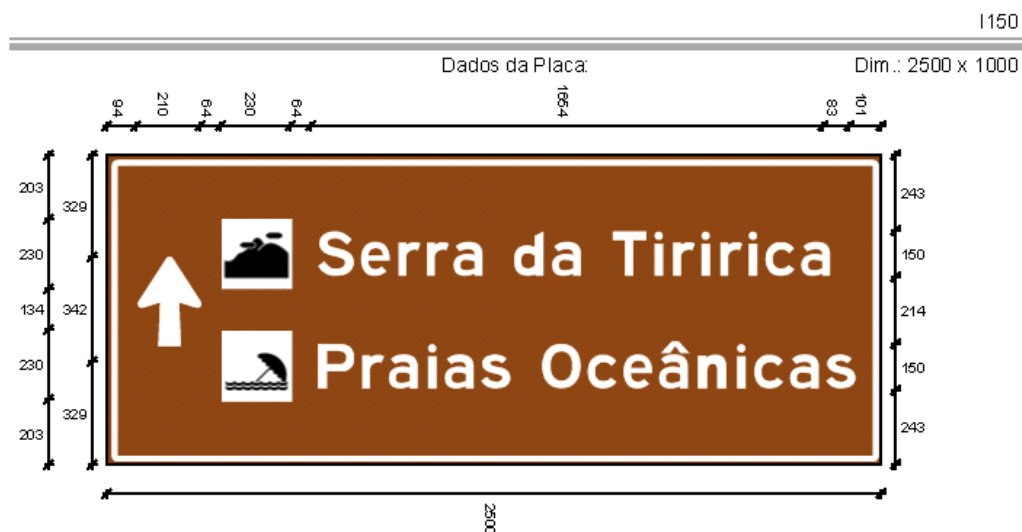 I150
Dados da Placa:
Dim.: 2500 x 1000
94 210 64 230 64 1654 83 101
203 329 243
230 Serra da Tiririca 150
134 342 214
230 Praias Oceânicas 150
203 329 243
2500